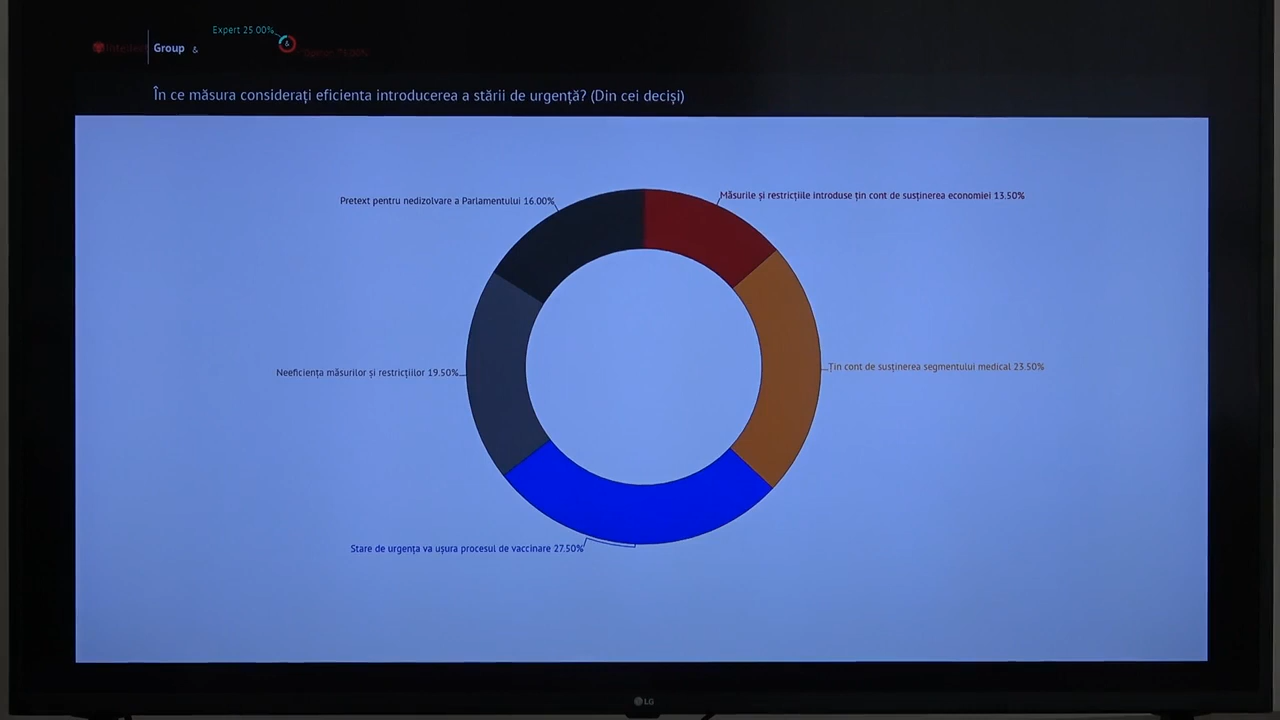 Expert 25.00%
Group &
În ce măsura considerați eficienta introducerea a stării de urgență? (Din cei deciși)
Pretext pentru nedizolvare a Parlamentului 16.00%
Măsurile și restricțiile introduse țin cont de susținerea economiei 13.50%
Țin cont de susținerea segmentului medical 23.50%
Neeficiența măsurilor și restricțiilor 19.50%
Stare de urgența va ușura procesul de vaccinare 27.50%
LG